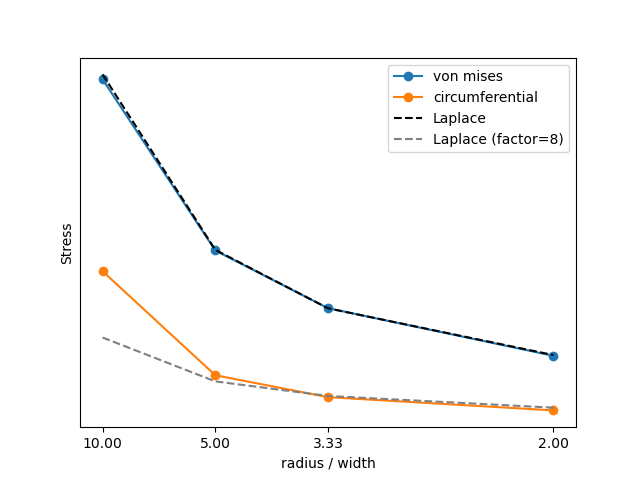 von mises
circumferential
Laplace
Laplace (factor=8)
Stress
10.00
5.00
3.33
2.00
radius / width